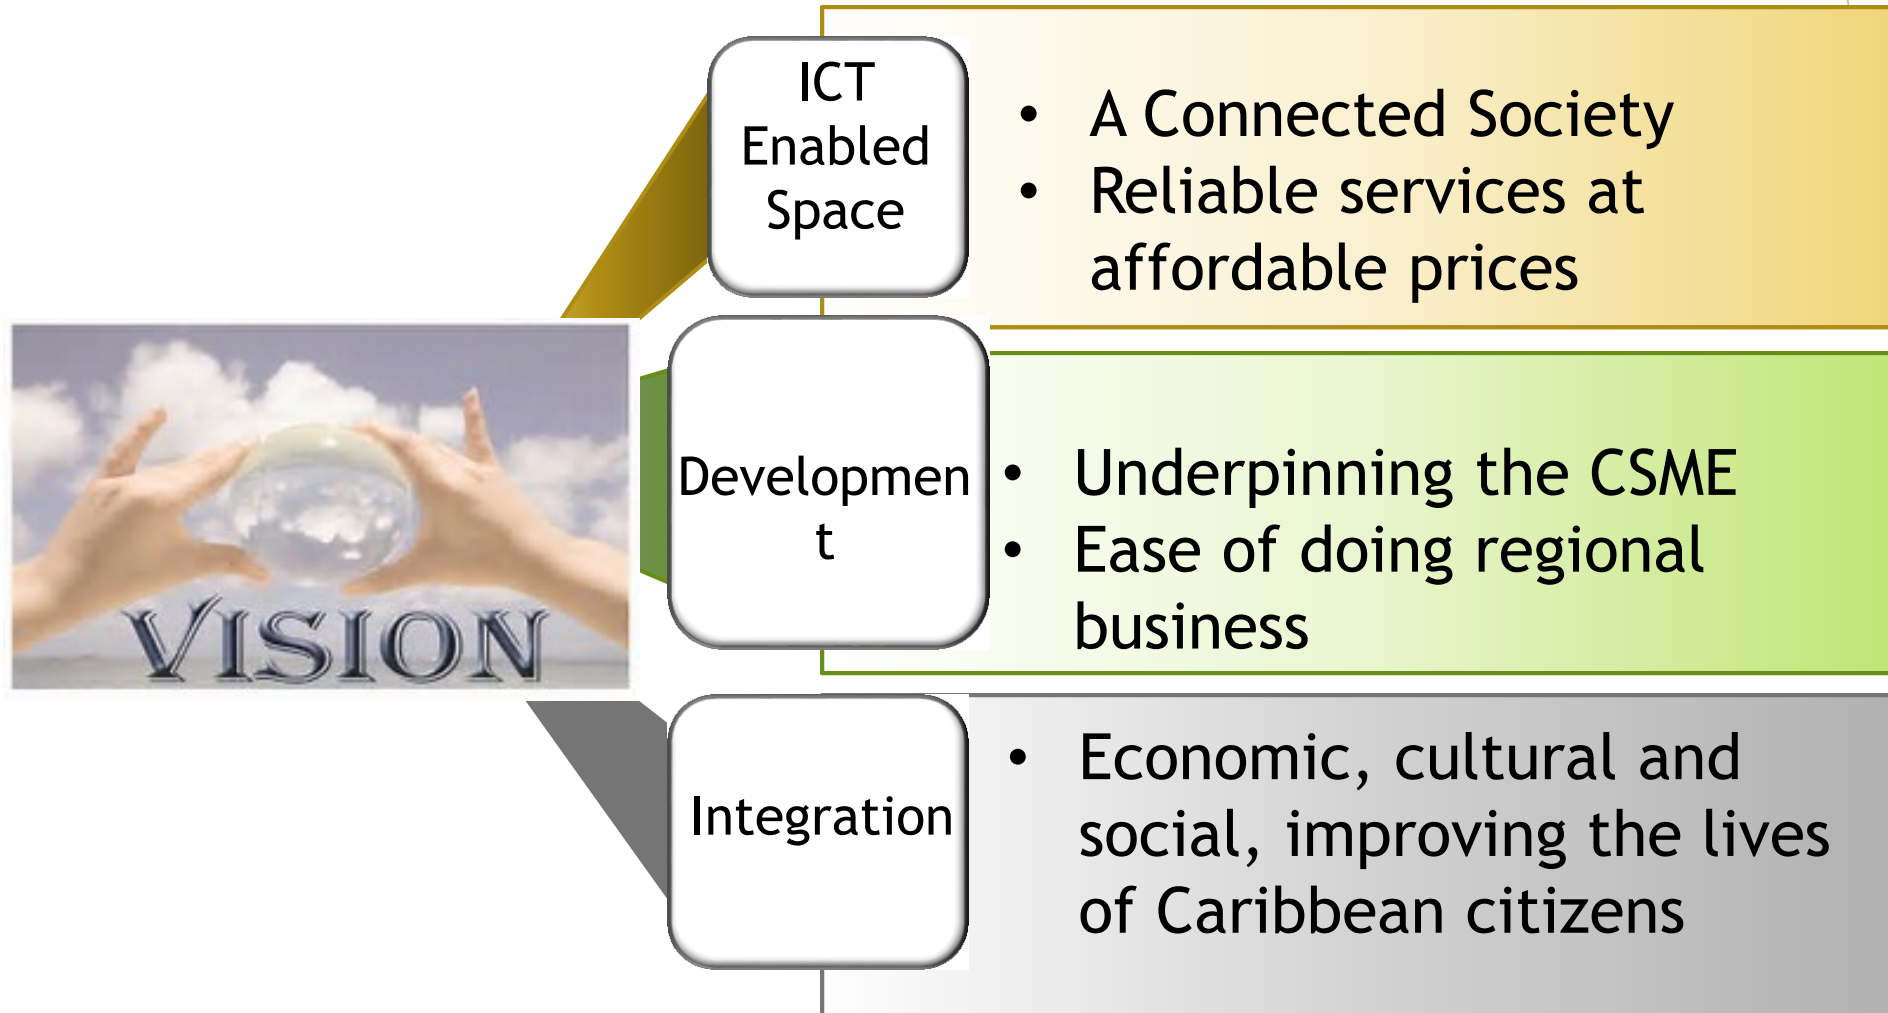 VISION
ICT
Enabled
Space
• A Connected Society
• Reliable services at
affordable prices
Developmen
t
• Underpinning the CSME
• Ease of doing regional
business
Integration
• Economic, cultural and
social, improving the lives
of Caribbean citizens